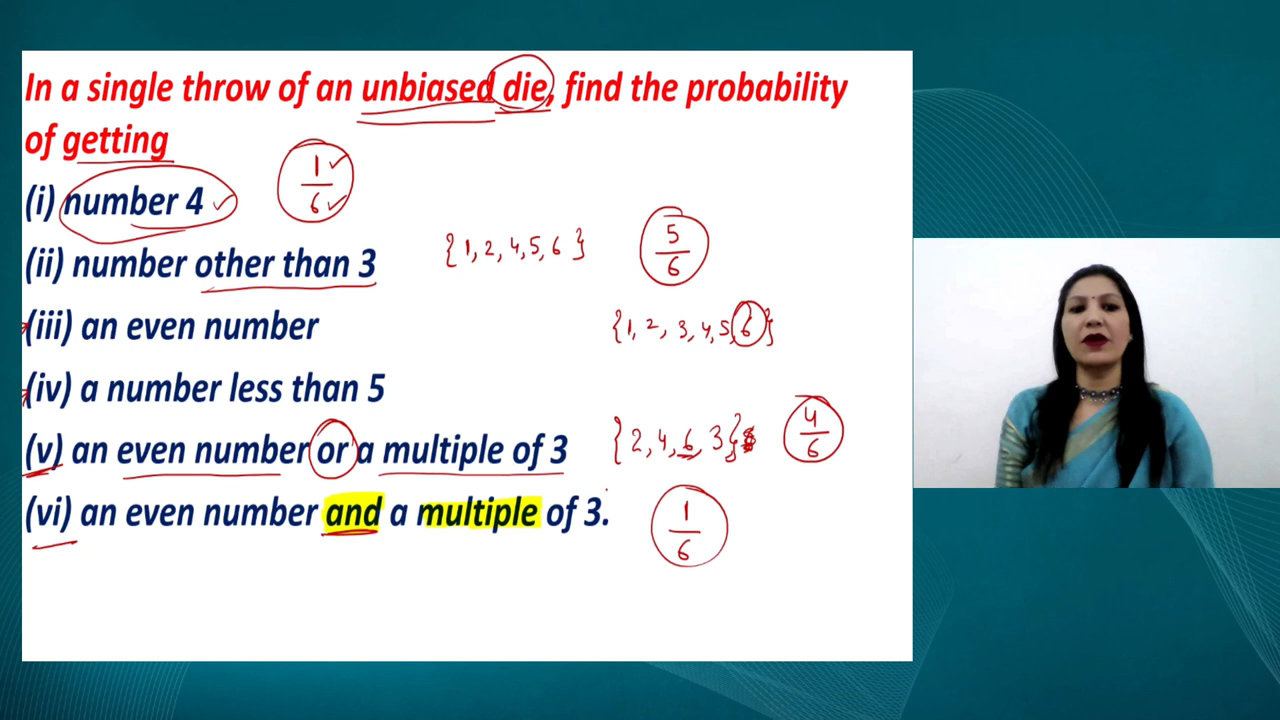 In a single throw of an unbiased die, find the probability
of getting
(i) number 4 ✓ 1/6 ✓✓
(ii) number other than 3 {1, 2, 4, 5, 6} 5/6
(iii) an even number {1, 2, 3, 4, 5, 6}
(iv) a number less than 5
(v) an even number or a multiple of 3 {2, 4, 6, 3} 4/6
(vi) an even number and a multiple of 3. 1/6